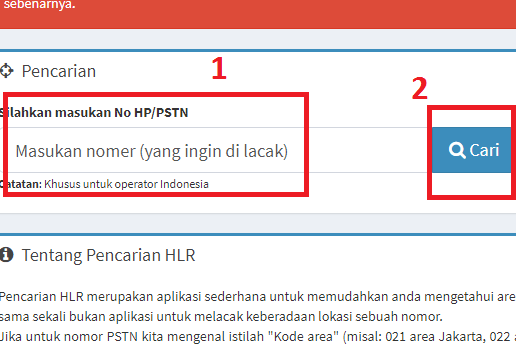 sebenarnya.
Pencarian
1
2
Silahkan masukan No HP/PSTN
Masukan nomer (yang ingin di lacak)
Cari
Catatan: Khusus untuk operator Indonesia
Tentang Pencarian HLR
Pencarian HLR merupakan aplikasi sederhana untuk memudahkan anda mengetahui are
sama sekali bukan aplikasi untuk melacak keberadaan lokasi sebuah nomor.
Jika untuk nomor PSTN kita mengenal istilah "Kode area" (misal: 021 area Jakarta, 022 a